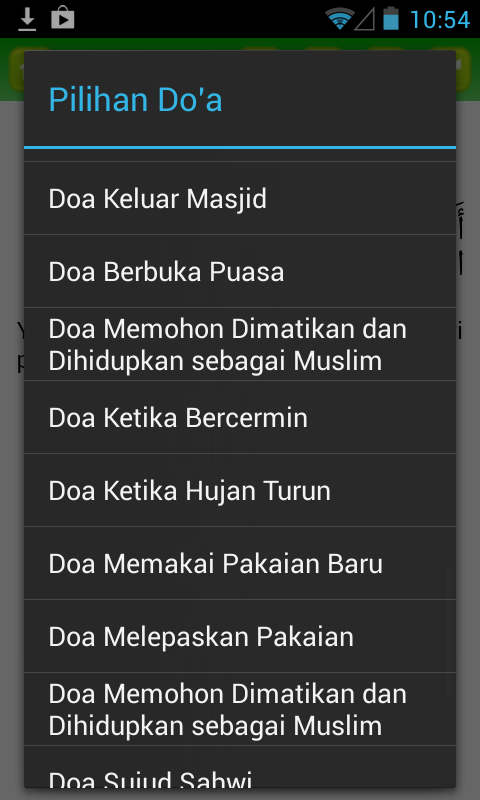 10:54
Pilihan Do'a
Doa Keluar Masjid
Doa Berbuka Puasa
Doa Memohon Dimatikan dan
Dihidupkan sebagai Muslim
Doa Ketika Bercermin
Doa Ketika Hujan Turun
Doa Memakai Pakaian Baru
Doa Melepaskan Pakaian
Doa Memohon Dimatikan dan
Dihidupkan sebagai Muslim
Doa Sujud Sahwi